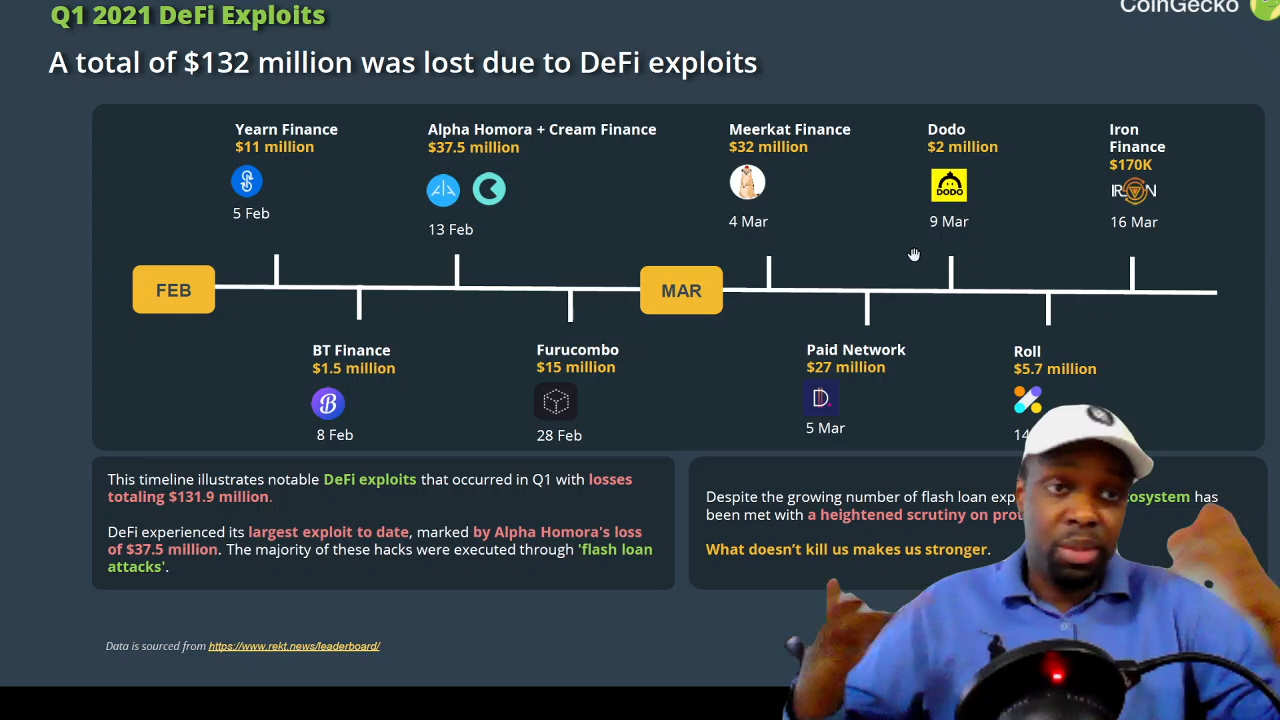 Q1 2021 DeFi Exploits
CoinGecko
A total of $132 million was lost due to DeFi exploits
Yearn Finance
$11 million
5 Feb
Alpha Homora + Cream Finance
$37.5 million
13 Feb
Meerkat Finance
$32 million
4 Mar
Dodo
$2 million
DODO
9 Mar
Iron
Finance
$170K
IRON
16 Mar
FEB
MAR
BT Finance
$1.5 million
8 Feb
Furucombo
$15 million
28 Feb
Paid Network
$27 million
5 Mar
Roll
$5.7 million
14
This timeline illustrates notable DeFi exploits that occurred in Q1 with losses
totaling $131.9 million.
DeFi experienced its largest exploit to date, marked by Alpha Homora's loss
of $37.5 million. The majority of these hacks were executed through 'flash loan
attacks'.
Despite the growing number of flash loan has
been met with a heightened scrutiny on
What doesn't kill us makes us stronger.
Data is sourced from https://www.rekt.news/leaderboard/